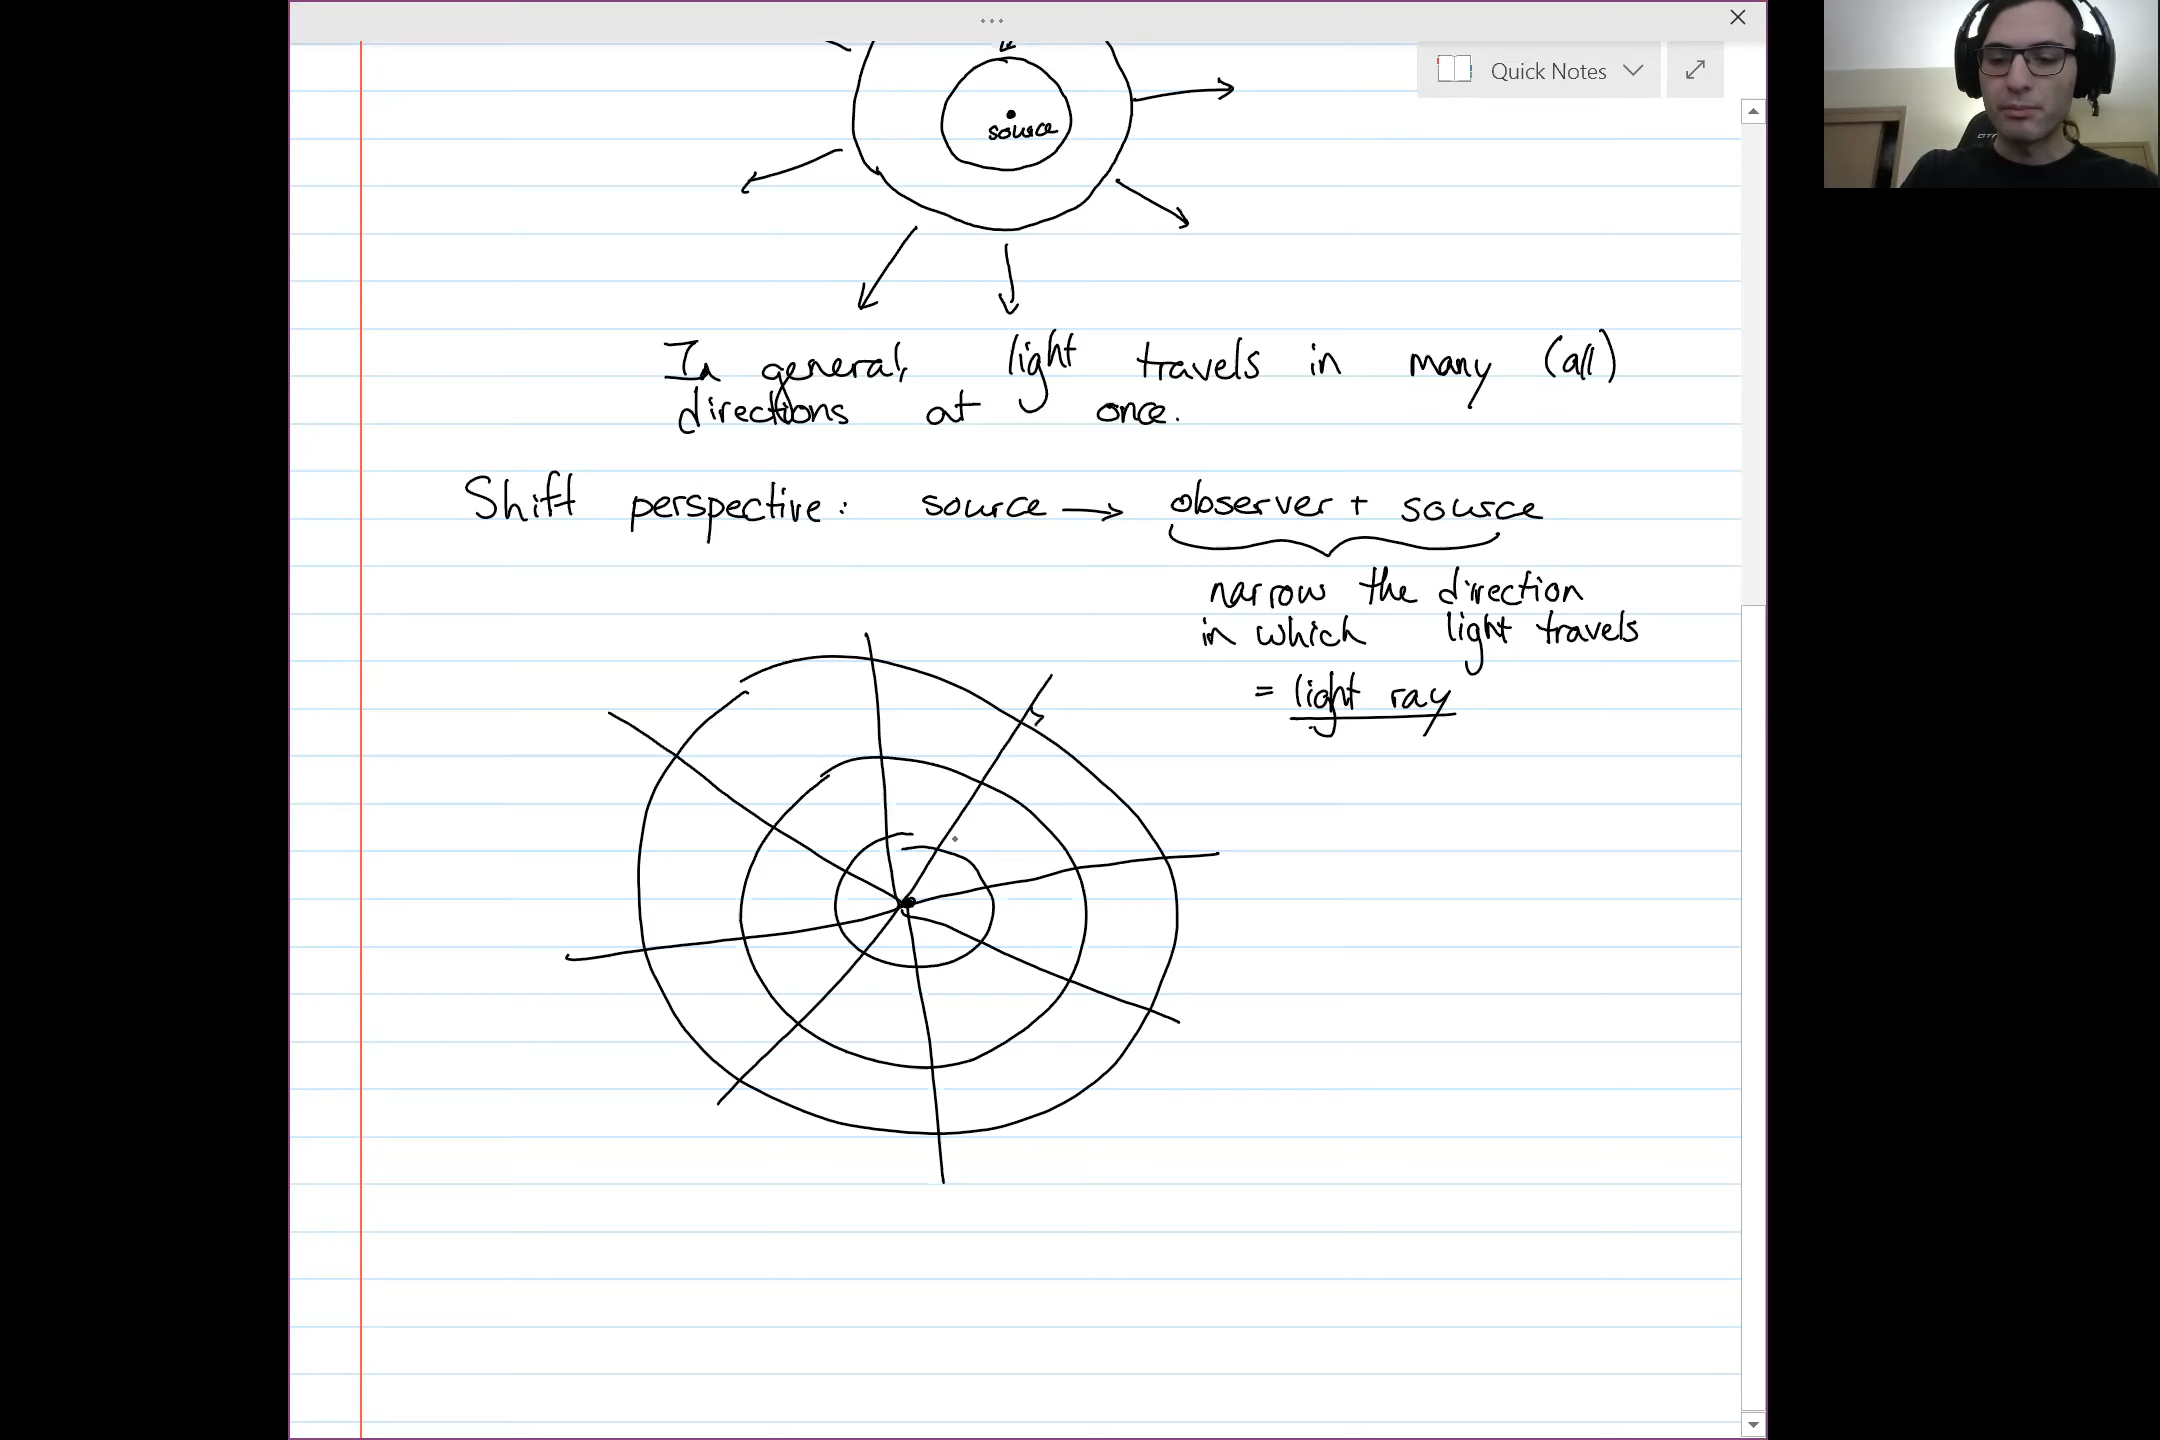 Quick Notes
source
In general, light travels in many (all)
directions at once.
Shift perspective: source → observer + source
narrow the direction
in which light travels
= light ray